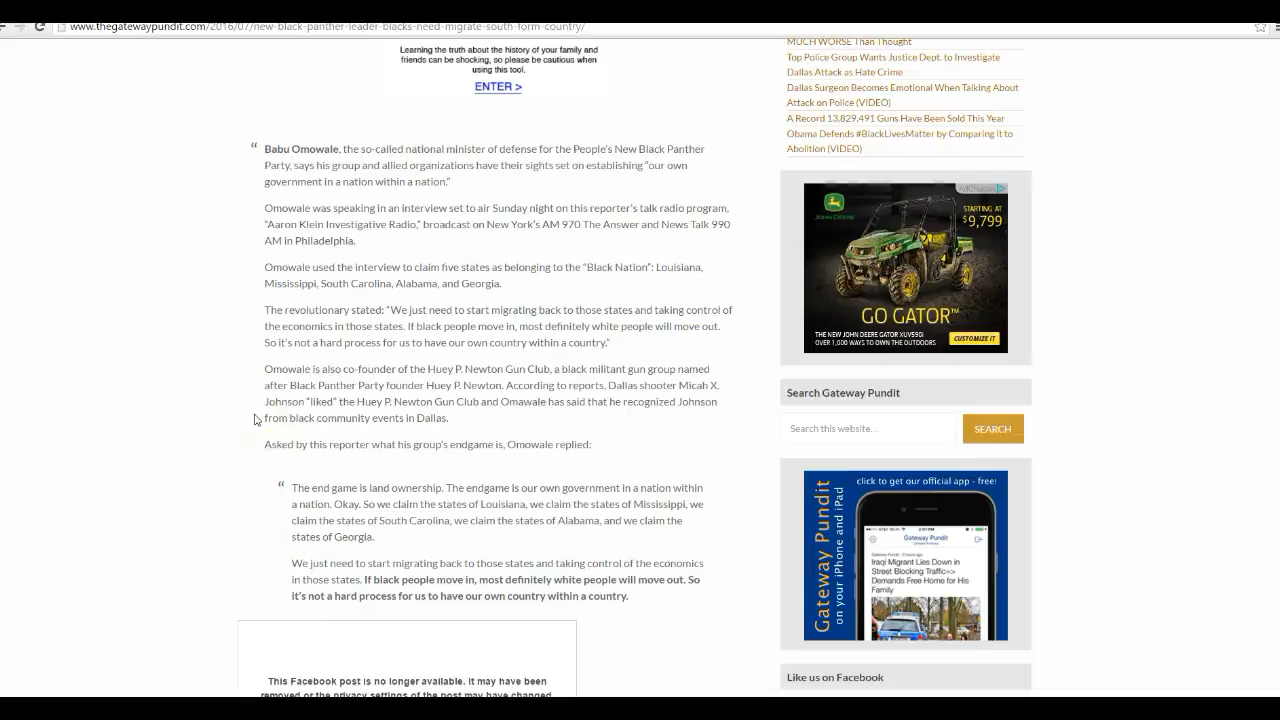 www.thegatewaypundit.com/2016/07/new-black-panther-leader-blacks-need-migrate-south-form-country/
Learning the truth about the history of your family and
friends can be shocking, so please be cautious when
using this tool.
ENTER >
“ Babu Omowale, the so-called national minister of defense for the People's New Black Panther
Party, says his group and allied organizations have their sights set on establishing “our own
government in a nation within a nation.”
Omowale was speaking in an interview set to air Sunday night on this reporter's talk radio program,
“Aaron Klein Investigative Radio,” broadcast on New York's AM 970 The Answer and News Talk 990
AM in Philadelphia.
Omowale used the interview to claim five states as belonging to the “Black Nation”: Louisiana,
Mississippi, South Carolina, Alabama, and Georgia.
The revolutionary stated: “We just need to start migrating back to those states and taking control of
the economics in those states. If black people move in, most definitely white people will move out.
So it's not a hard process for us to have our own country within a country.”
Omowale is also co-founder of the Huey P. Newton Gun Club, a black militant gun group named
after Black Panther Party founder Huey P. Newton. According to reports, Dallas shooter Micah X.
Johnson “liked” the Huey P. Newton Gun Club and Omawale has said that he recognized Johnson
from black community events in Dallas.
Asked by this reporter what his group's endgame is, Omowale replied:
“ The end game is land ownership. The endgame is our own government in a nation within
a nation. Okay. So we claim the states of Louisiana, we claim the states of Mississippi, we
claim the states of South Carolina, we claim the states of Alabama, and we claim the
states of Georgia.
We just need to start migrating back to those states and taking control of the economics
in those states. If black people move in, most definitely white people will move out. So
it's not a hard process for us to have our own country within a country.
This Facebook post is no longer available. It may have been
removed or the privacy settings of the post may have changed.
MUCH WORSE Than Thought
Top Police Group Wants Justice Dept. to Investigate
Dallas Attack as Hate Crime
Dallas Surgeon Becomes Emotional When Talking About
Attack on Police (VIDEO)
A Record 13,829,491 Guns Have Been Sold This Year
Obama Defends #BlackLivesMatter by Comparing it to
Abolition (VIDEO)
AdChoices
JOHN DEERE
STARTING AT
$9,799
GO GATOR™
THE NEW JOHN DEERE GATOR XUV590i
OVER 1,000 WAYS TO OWN THE OUTDOORS
CUSTOMIZE IT
Search Gateway Pundit
Search this website…
SEARCH
click to get our official app - free!
Gateway Pundit
on your iPhone and iPad
Gateway Pundit
Iraqi Migrant Lies Down in
Street Blocking Traffic=>
Demands Free Home for His
Family
Like us on Facebook